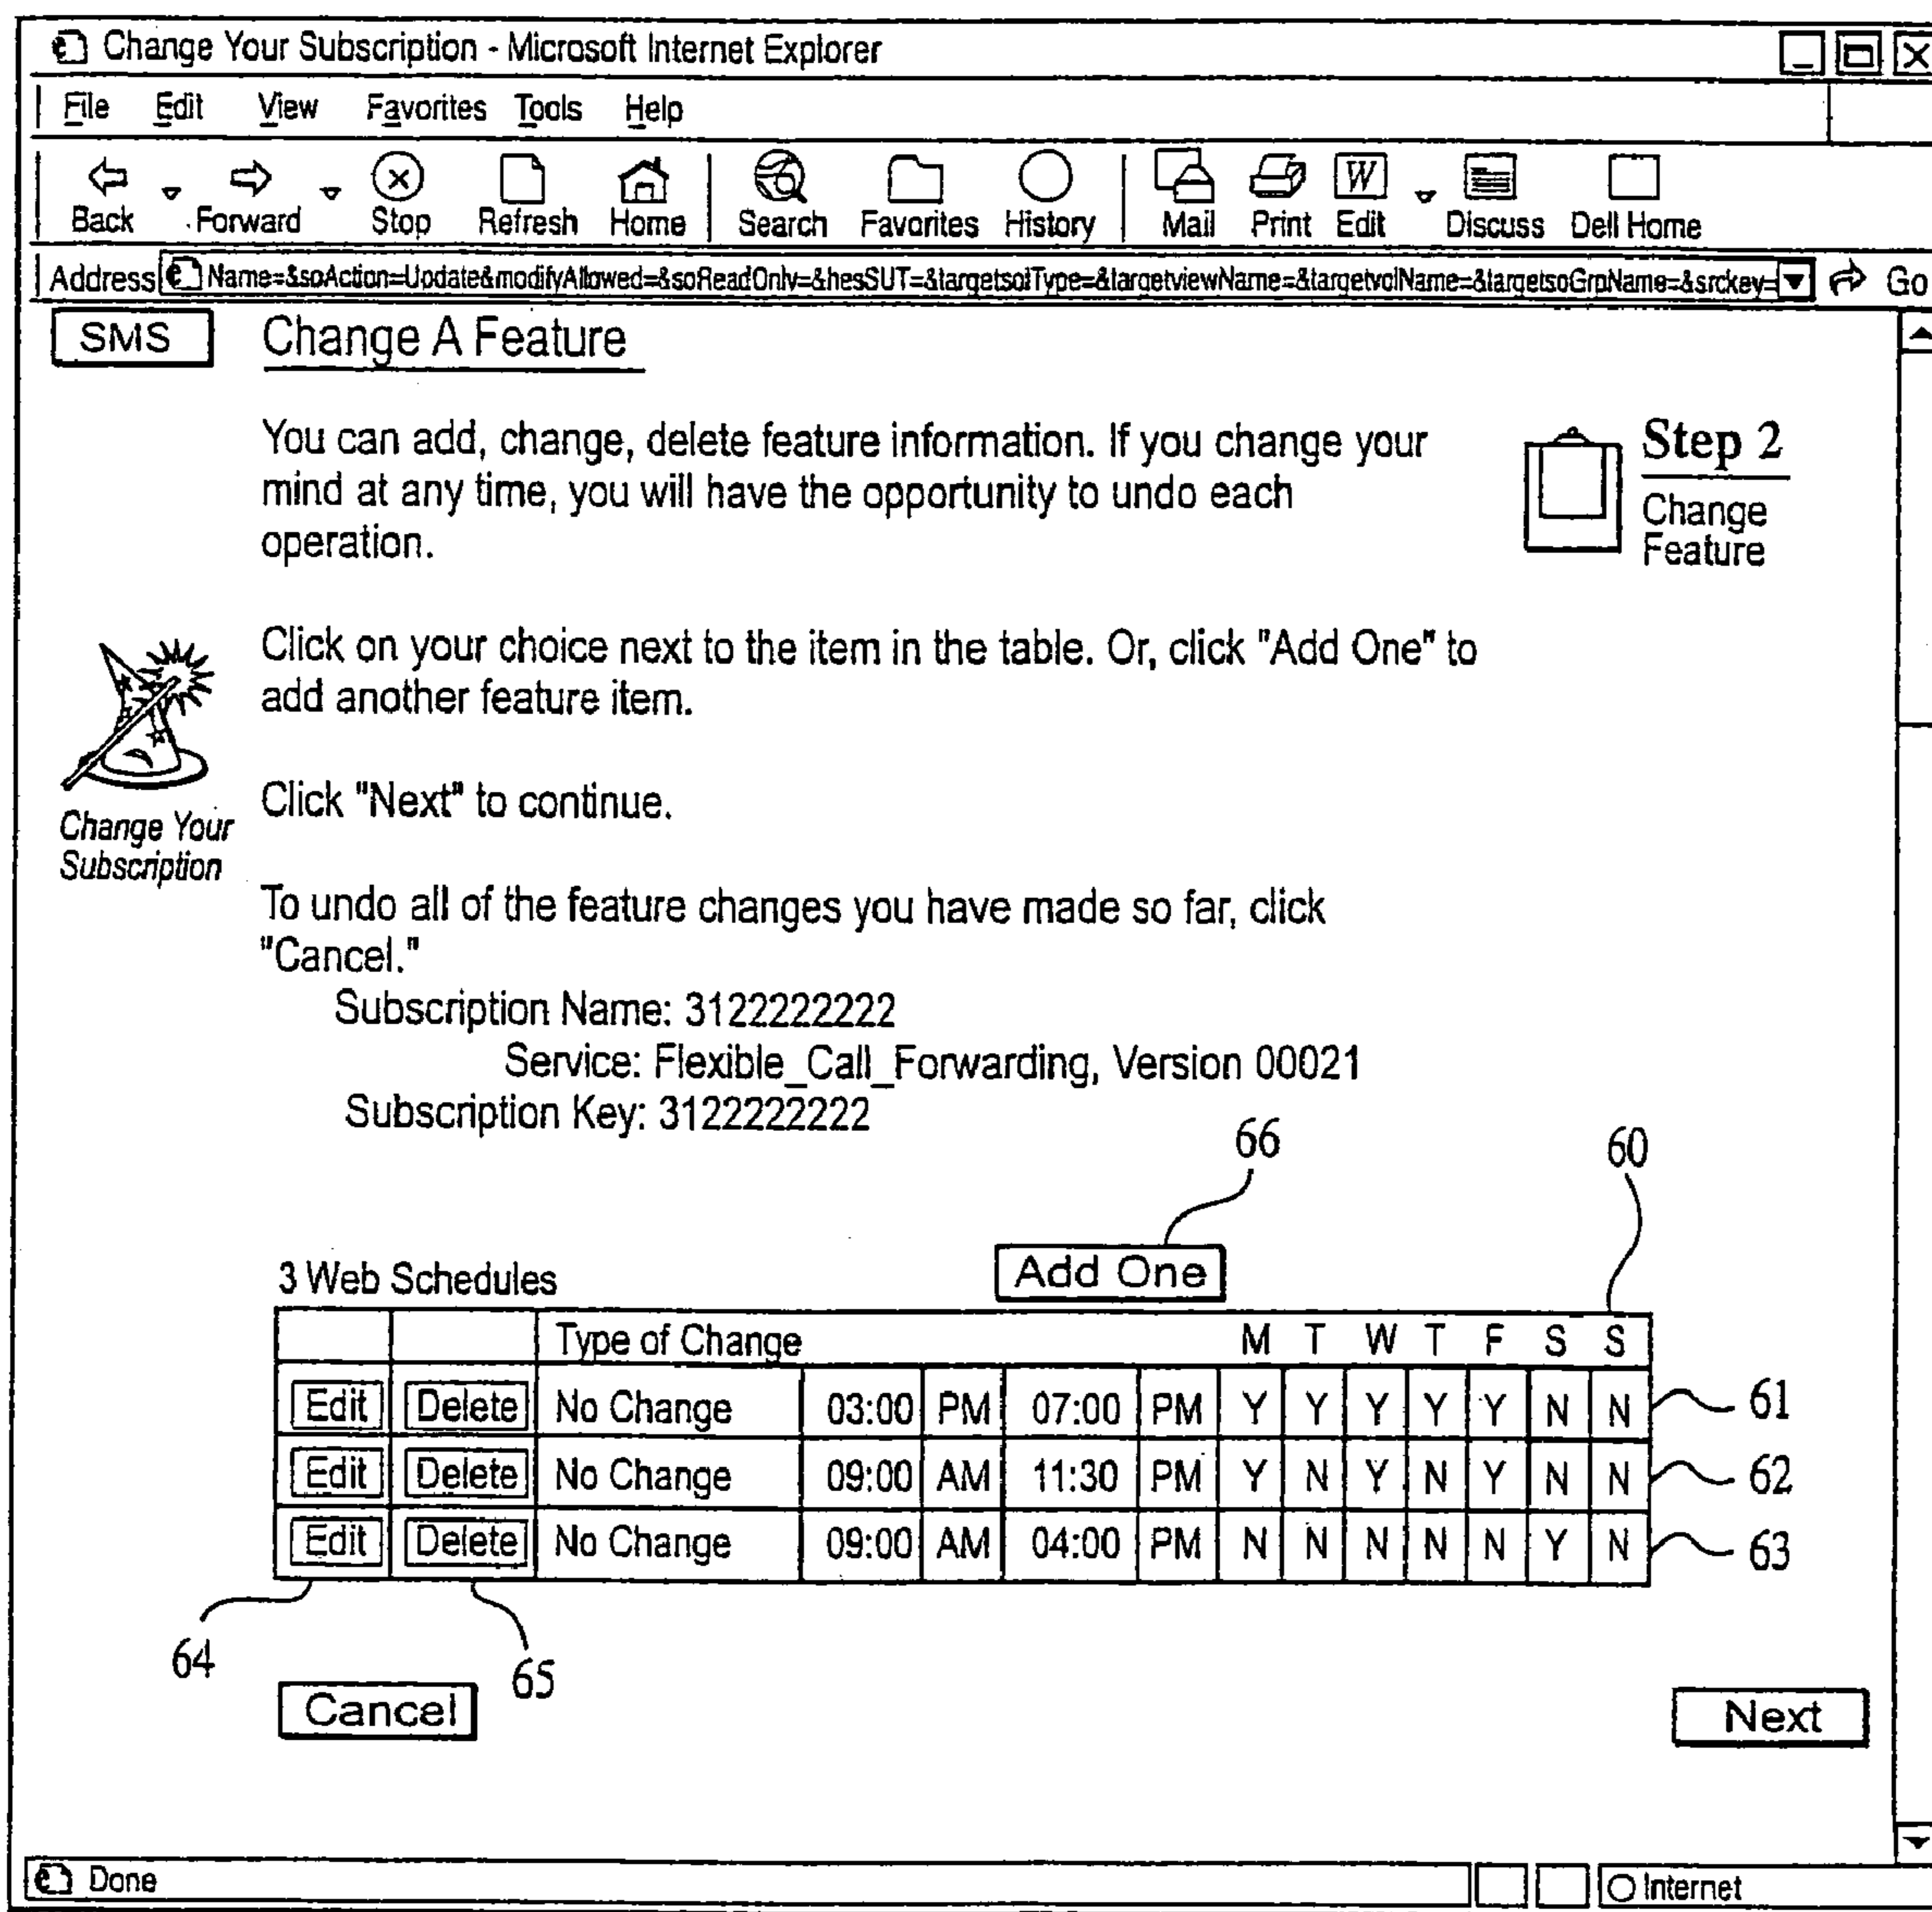 Change Your Subscription - Microsoft Internet Explorer
File Edit View Favorites Tools Help
Back Forward Stop Refresh Home Search Favorites History Mail Print Edit Discuss Dell Home
W
Address Name=&soAction=Update&modifyAllowed=&soReadOnly=&hesSUT=&targetsolType=&targetviewName=&targetvolName=&targetsoGrpName=&srckey= Go
SMS Change A Feature
You can add, change, delete feature information. If you change your
mind at any time, you will have the opportunity to undo each
operation.
Step 2
Change
Feature
Click on your choice next to the item in the table. Or, click "Add One" to
add another feature item.
Click "Next" to continue.
Change Your
Subscription
To undo all of the feature changes you have made so far, click
"Cancel."
Subscription Name: 3122222222
Service: Flexible_Call_Forwarding, Version 00021
Subscription Key: 3122222222
66 60
3 Web Schedules Add One
Type of Change M T W T F S S
Edit Delete No Change 03:00 PM 07:00 PM Y Y Y Y Y N N 61
Edit Delete No Change 09:00 AM 11:30 PM Y N Y N Y N N 62
Edit Delete No Change 09:00 AM 04:00 PM N N N N N Y N 63
64 65
Cancel Next
Done Internet